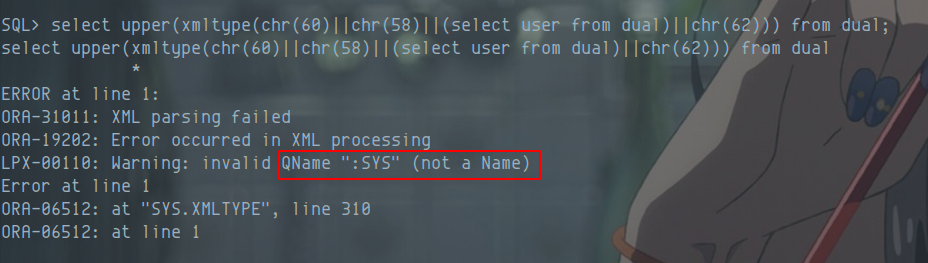 SQL> select upper(xmltype(chr(60)||chr(58)||(select user from dual)||chr(62))) from dual;
select upper(xmltype(chr(60)||chr(58)||(select user from dual)||chr(62))) from dual
*
ERROR at line 1:
ORA-31011: XML parsing failed
ORA-19202: Error occurred in XML processing
LPX-00110: Warning: invalid QName ":SYS" (not a Name)
Error at line 1
ORA-06512: at "SYS.XMLTYPE", line 310
ORA-06512: at line 1